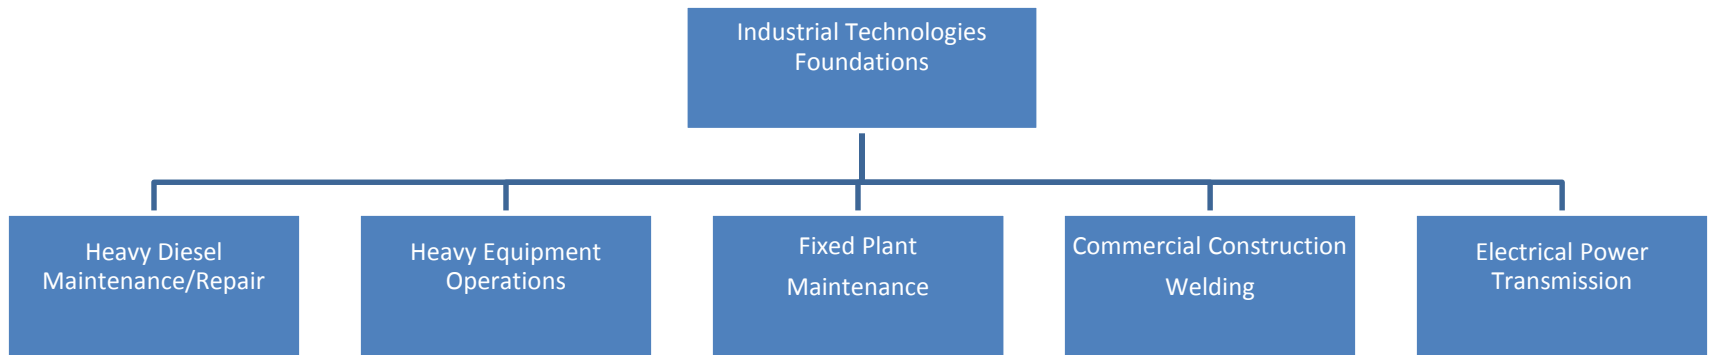 Industrial Technologies
Foundations
Heavy Diesel
Maintenance/Repair
Heavy Equipment
Operations
Fixed Plant
Maintenance
Commercial Construction
Welding
Electrical Power
Transmission